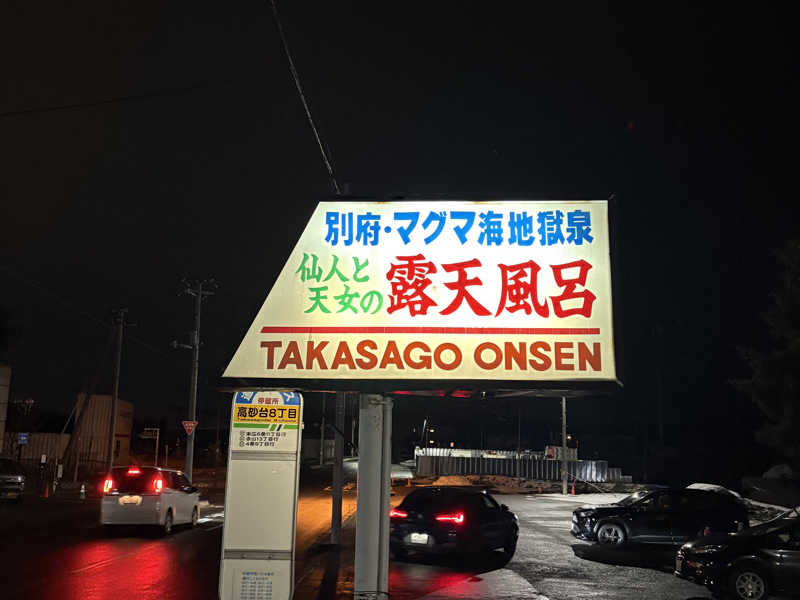 別府・マグマ海地獄泉
仙人と
天女の
露天風呂
TAKASAGO ONSEN
停留所
高砂台8丁目